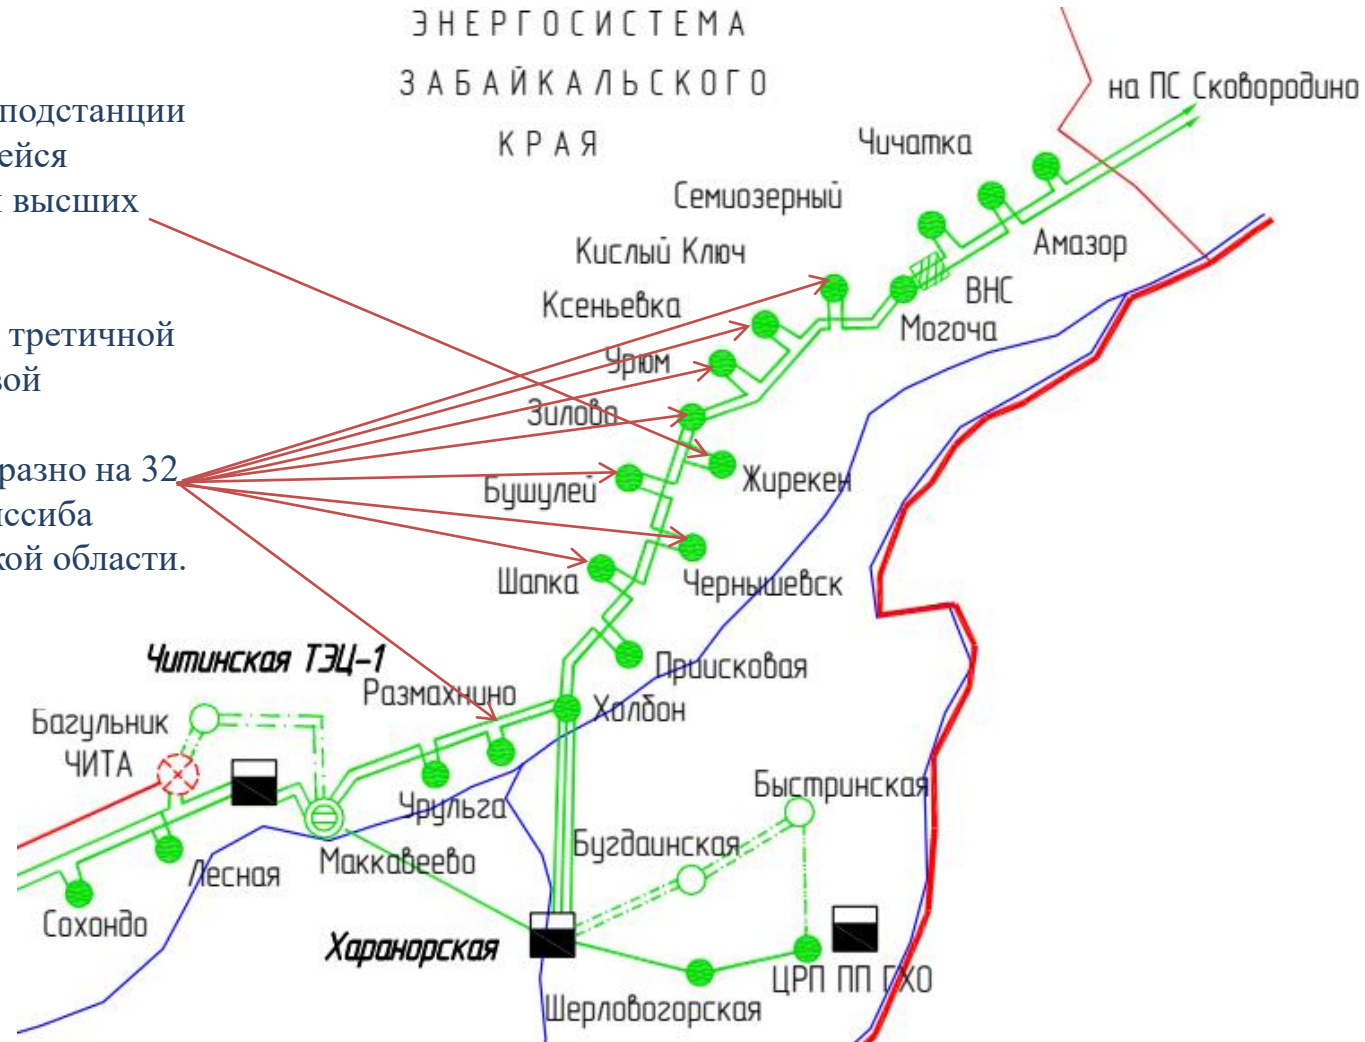 ЭНЕРГОСИСТЕМА
ЗАБАЙКАЛЬСКОГО
КРАЯ
на ПС Сковородино
подстанции
ейся
высших
третичной
вой
разно на 32
ссиба
кой области.
Чичатка
Семиозерный
Амазор
Кислый Ключ
ВНС
Ксеньевка
Могоча
Урюм
Зилово
Жирекен
Бушулей
Чернышевск
Шапка
Приисковая
Читинская ТЭЦ-1
Размахнино
Холбон
Багульник
ЧИТА
Урульга
Быстринская
Бугдаинская
Маккавеево
Лесная
Сохондо
Харанорская
ЦРП ПП ГХО
Шерловогорская